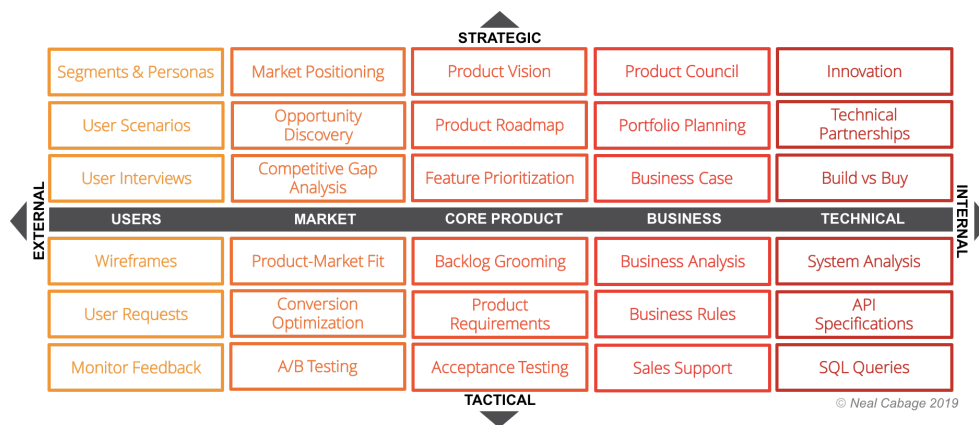 STRATEGIC
Segments & Personas
Market Positioning
Product Vision
Product Council
Innovation
User Scenarios
Opportunity
Discovery
Product Roadmap
Portfolio Planning
Technical
Partnerships
User Interviews
Competitive Gap
Analysis
Feature Prioritization
Business Case
Build vs Buy
EXTERNAL
USERS
MARKET
CORE PRODUCT
BUSINESS
TECHNICAL
INTERNAL
Wireframes
Product-Market Fit
Backlog Grooming
Business Analysis
System Analysis
User Requests
Conversion
Optimization
Product
Requirements
Business Rules
API
Specifications
Monitor Feedback
A/B Testing
Acceptance Testing
Sales Support
SQL Queries
TACTICAL
© Neal Cabage 2019